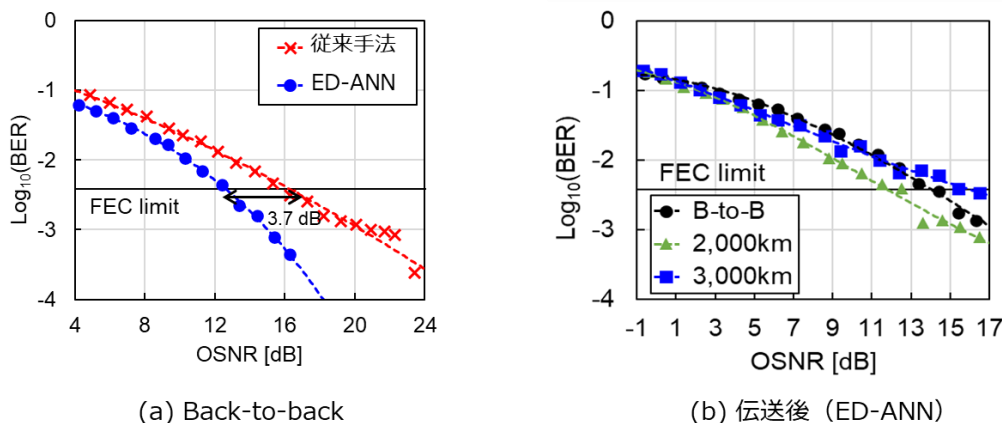 0
-1
-2
-3
-4
4
8
12
16
20
24
Log10(BER)
OSNR [dB]
従来手法
ED-ANN
FEC limit
3.7 dB
(a) Back-to-back
0
-1
-2
-3
-4
-1
1
3
5
7
9
11
13
15
17
Log10(BER)
OSNR [dB]
FEC limit
B-to-B
2,000km
3,000km
(b) 伝送後（ED-ANN）